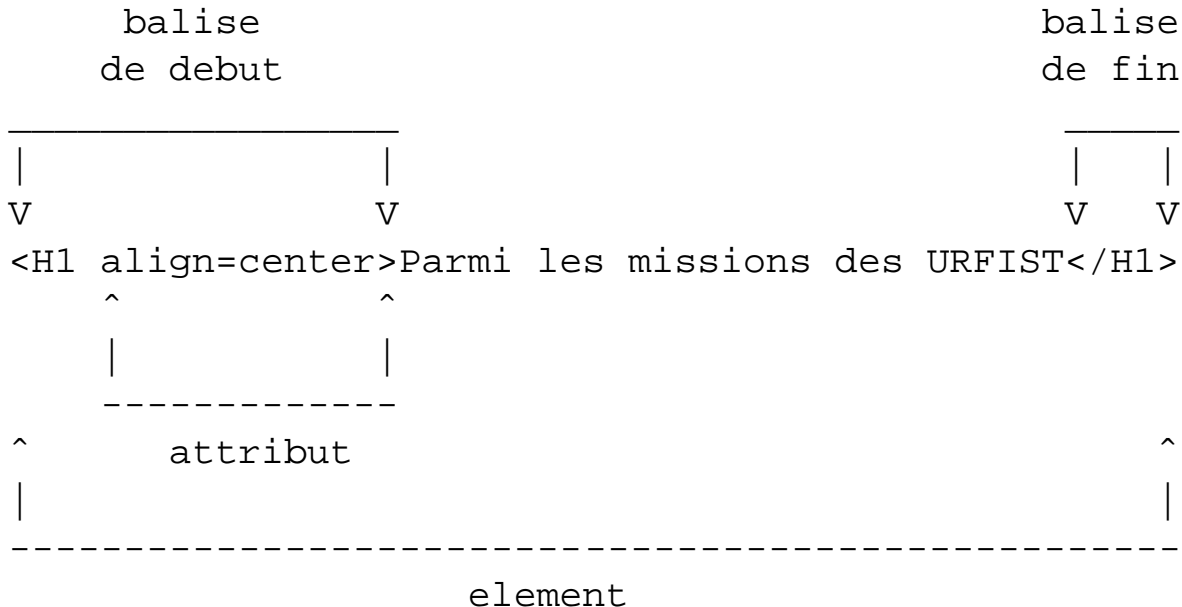 balise balise
de debut de fin
<H1 align=center>Parmi les missions des URFIST</H1>
attribut
element